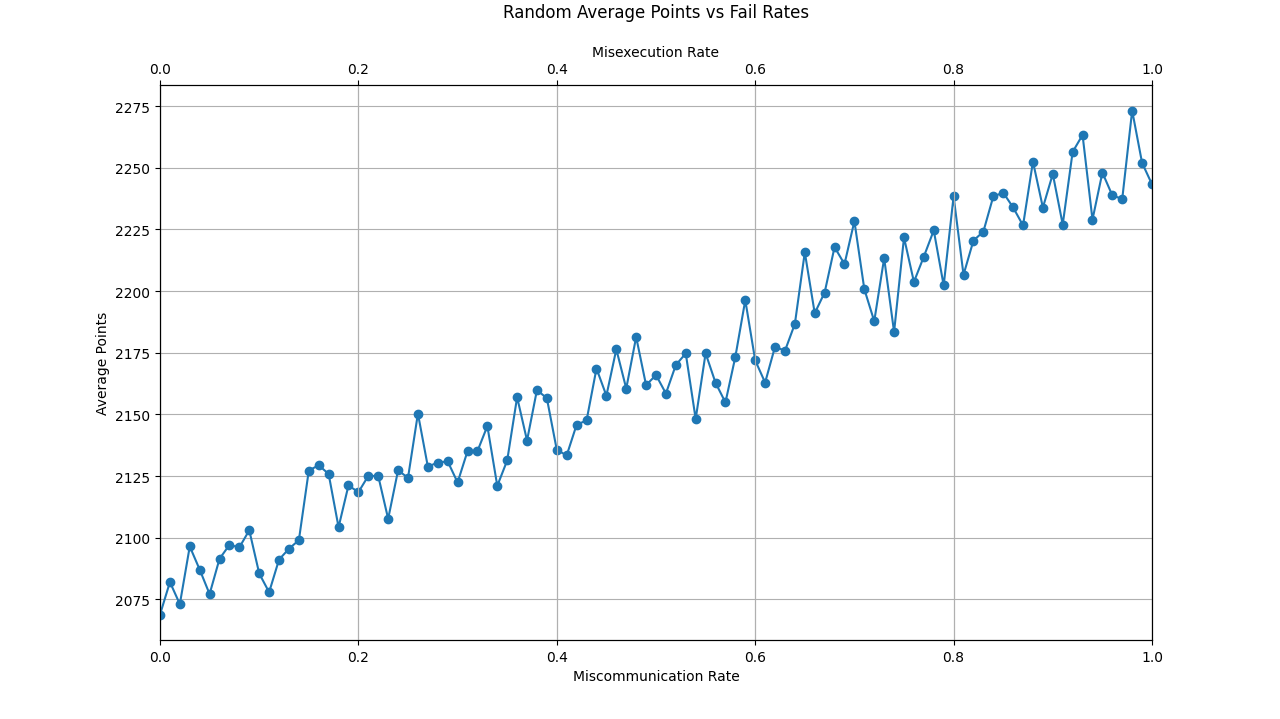 Random Average Points vs Fail Rates
Misexecution Rate
0.0 0.2 0.4 0.6 0.8 1.0
2275
2250
2225
2200
2175
2150
2125
2100
2075
Average Points
0.0 0.2 0.4 0.6 0.8 1.0
Miscommunication Rate